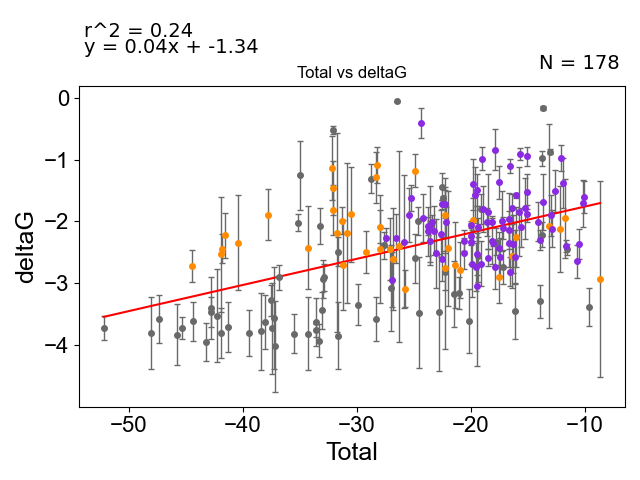 r^2 = 0.24
y = 0.04x + -1.34
N = 178
Total vs deltaG
0
−1
−2
−3
−4
deltaG
−50
−40
−30
−20
−10
Total